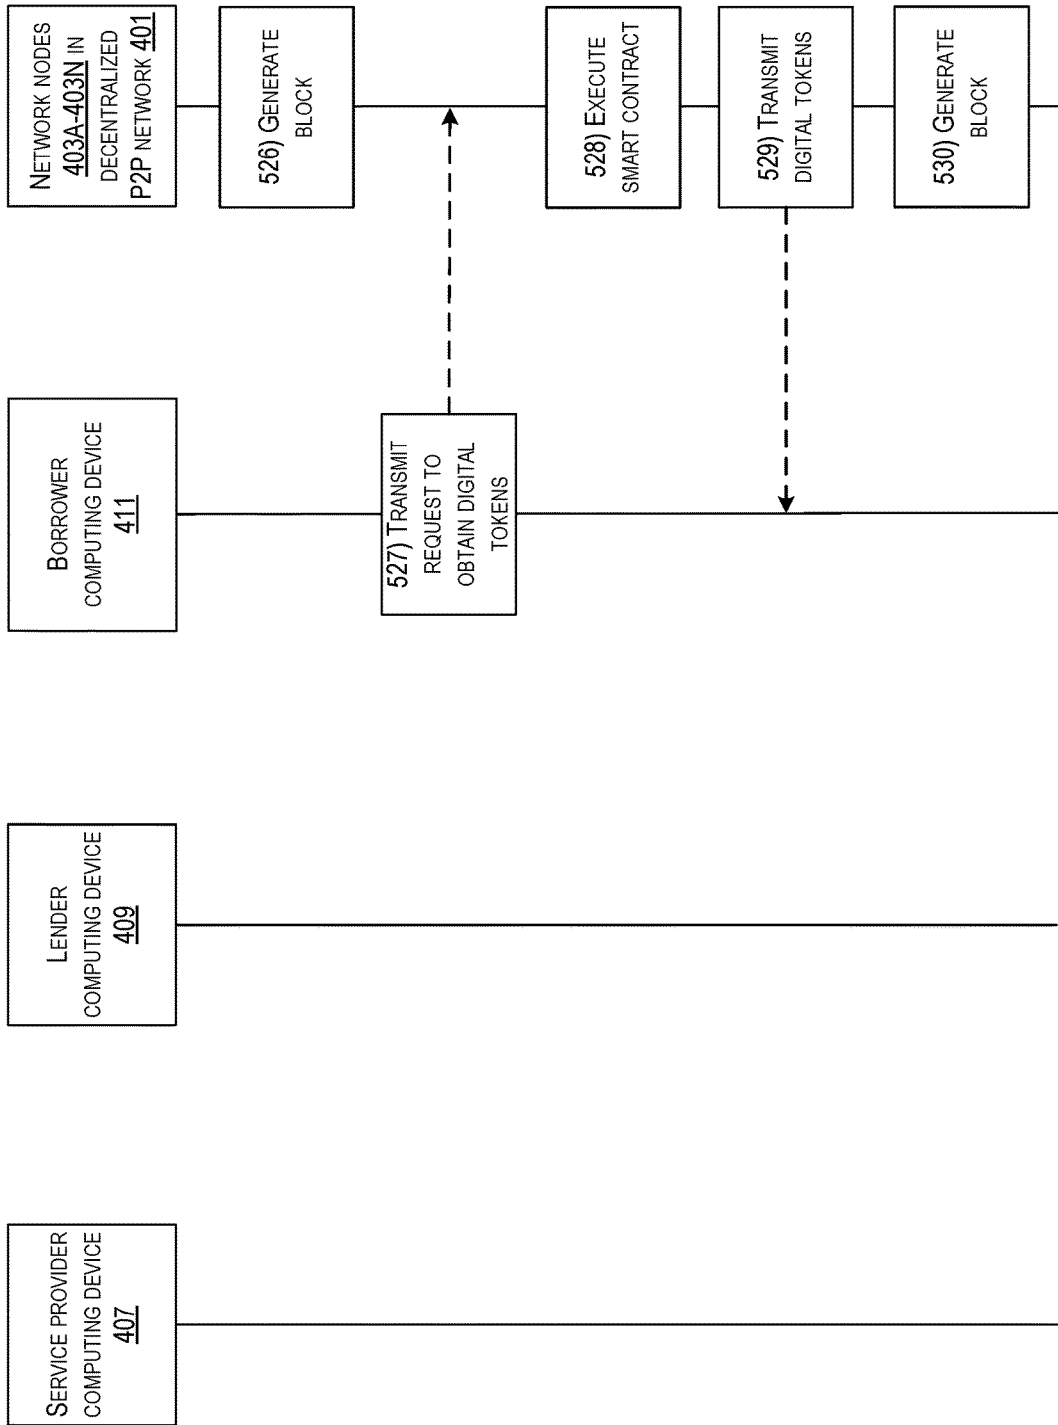 SERVICE PROVIDER
COMPUTING DEVICE
407
LENDER
COMPUTING DEVICE
409
BORROWER
COMPUTING DEVICE
411
NETWORK NODES
403A-403N IN
DECENTRALIZED
P2P NETWORK 401
526) GENERATE
BLOCK
527) TRANSMIT
REQUEST TO
OBTAIN DIGITAL
TOKENS
528) EXECUTE
SMART CONTRACT
529) TRANSMIT
DIGITAL TOKENS
530) GENERATE
BLOCK